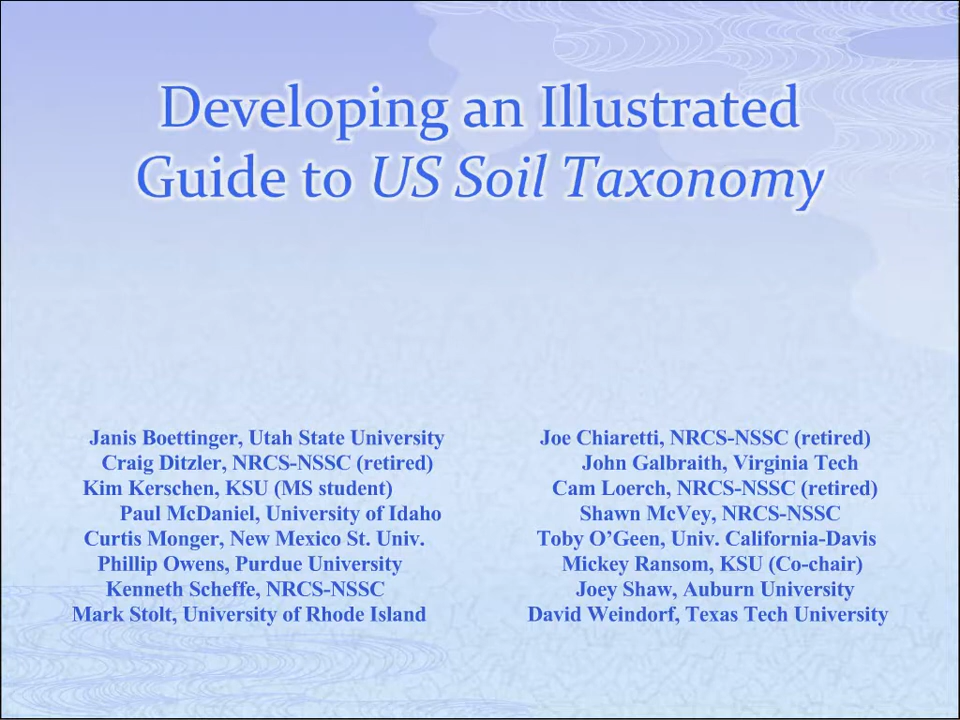 Developing an Illustrated
Guide to US Soil Taxonomy
Janis Boettinger, Utah State University
Craig Ditzler, NRCS-NSSC (retired)
Kim Kerschen, KSU (MS student)
Paul McDaniel, University of Idaho
Curtis Monger, New Mexico St. Univ.
Phillip Owens, Purdue University
Kenneth Scheffe, NRCS-NSSC
Mark Stolt, University of Rhode Island
Joe Chiaretti, NRCS-NSSC (retired)
John Galbraith, Virginia Tech
Cam Loerch, NRCS-NSSC (retired)
Shawn McVey, NRCS-NSSC
Toby O’Geen, Univ. California-Davis
Mickey Ransom, KSU (Co-chair)
Joey Shaw, Auburn University
David Weindorf, Texas Tech University